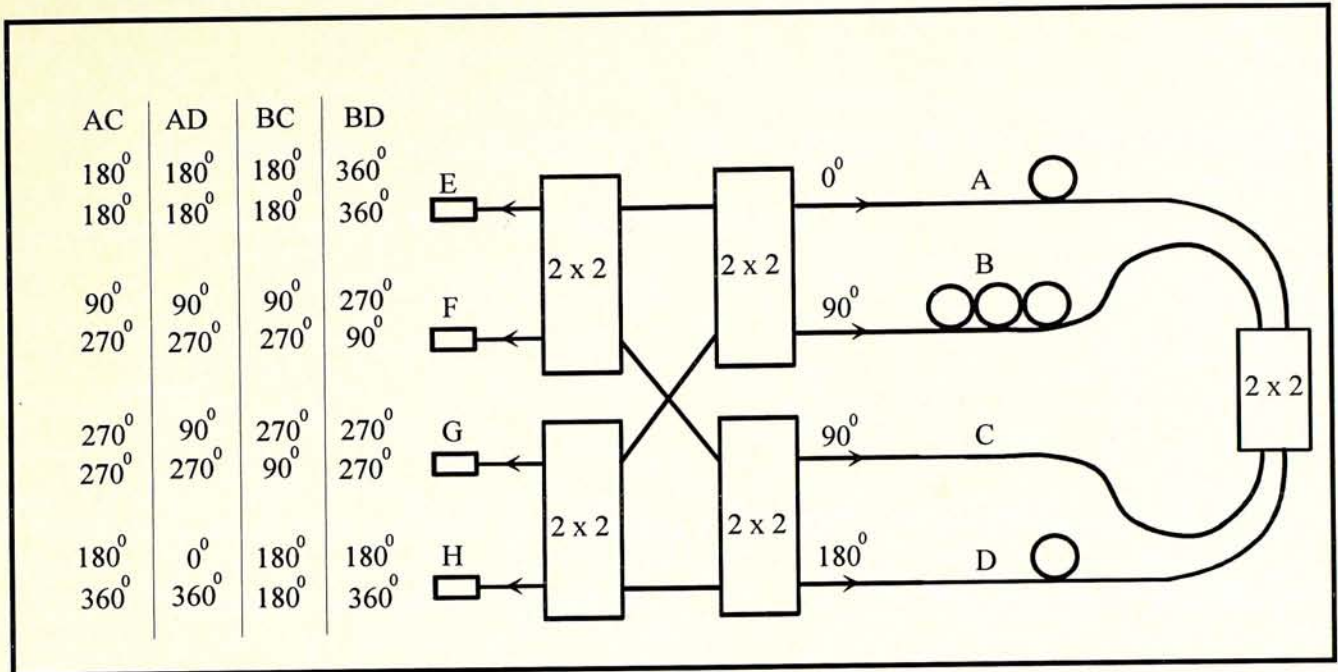 AC AD BC BD
180⁰ 180⁰ 180⁰ 360⁰
180⁰ 180⁰ 180⁰ 360⁰
90⁰ 90⁰ 90⁰ 270⁰
270⁰ 270⁰ 270⁰ 90⁰
270⁰ 90⁰ 270⁰ 270⁰
270⁰ 270⁰ 90⁰ 270⁰
180⁰ 0⁰ 180⁰ 180⁰
360⁰ 360⁰ 180⁰ 360⁰
E
F
G
H
2 x 2
2 x 2
2 x 2
2 x 2
0⁰ A
90⁰ B
90⁰ C
180⁰ D
2 x 2